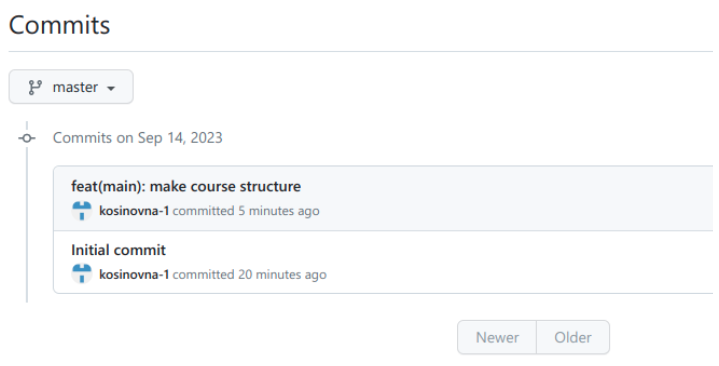 Commits
master
Commits on Sep 14, 2023
feat(main): make course structure
kosinovna-1 committed 5 minutes ago
Initial commit
kosinovna-1 committed 20 minutes ago
Newer Older